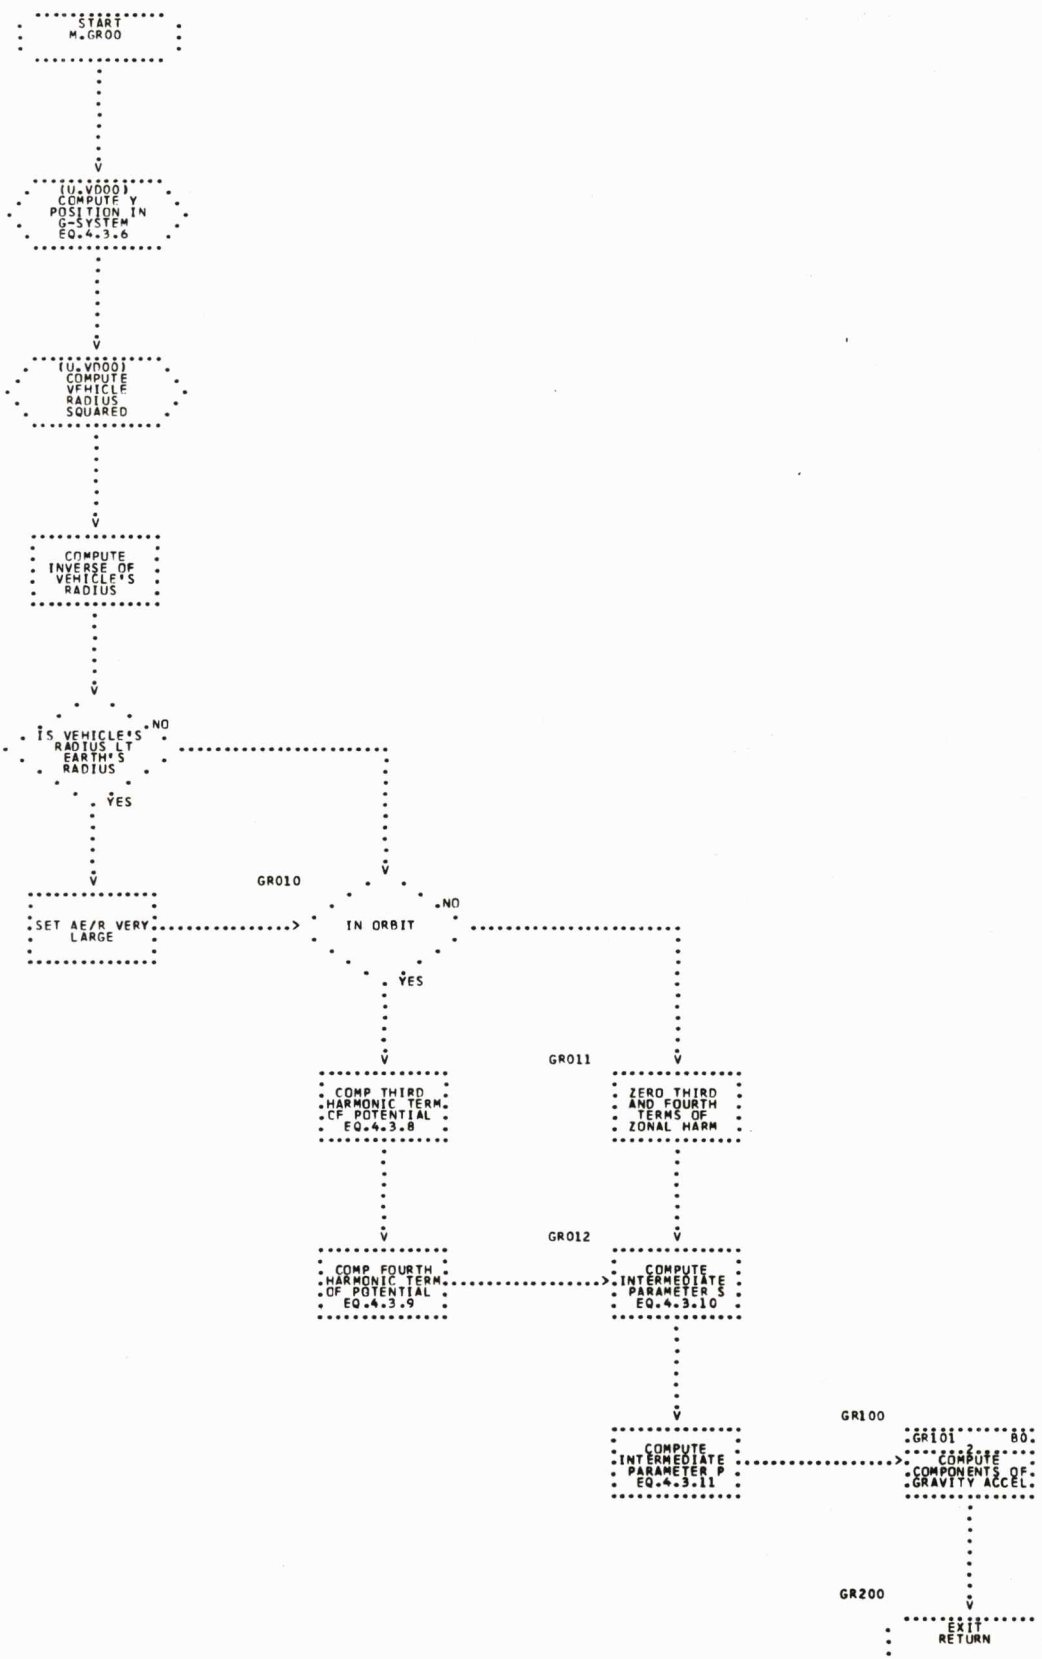 START
M.GR00
(U.VD00)
COMPUTE Y
POSITION IN
G-SYSTEM
EQ.4.3.6
(U.VD00)
COMPUTE
VEHICLE
RADIUS
SQUARED
COMPUTE
INVERSE OF
VEHICLE'S
RADIUS
IS VEHICLE'S
RADIUS LT
EARTH'S
RADIUS
NO
YES
SET AE/R VERY
LARGE
GR010
IN ORBIT
NO
YES
COMP THIRD
HARMONIC TERM
CF POTENTIAL
EQ.4.3.8
GR011
ZERO THIRD
AND FOURTH
TERMS OF
ZONAL HARM
COMP FOURTH
HARMONIC TERM
OF POTENTIAL
EQ.4.3.9
GR012
COMPUTE
INTERMEDIATE
PARAMETER S
EQ.4.3.10
COMPUTE
INTERMEDIATE
PARAMETER P
EQ.4.3.11
GR100
GR101 80
2
COMPUTE
COMPONENTS OF
GRAVITY ACCEL
GR200
EXIT
RETURN